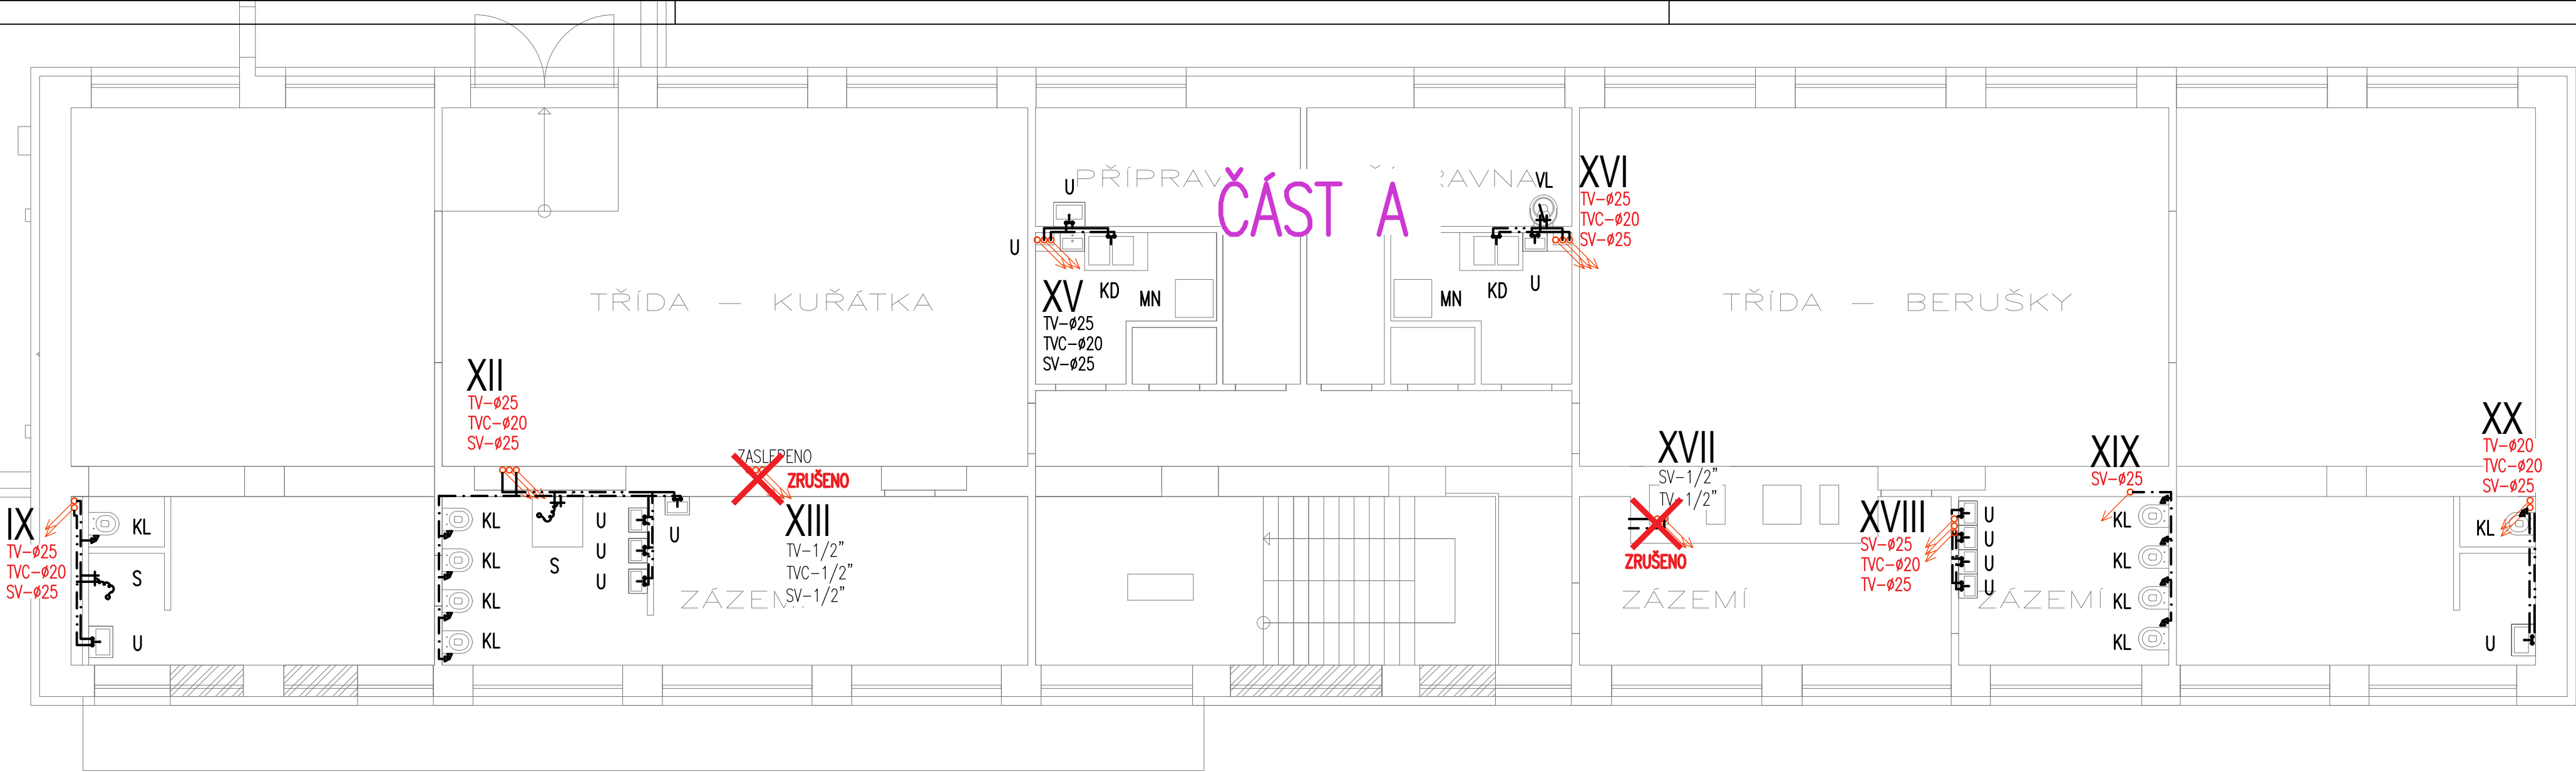 U
PŘÍPRAV
ČÁST A
RAVNA
VL
XVI
TV-ø25
TVC-ø20
SV-ø25
U
XV
TV-ø25
TVC-ø20
SV-ø25
KD
MN
MN
KD
U
TŘÍDA — KUŘÁTKA
TŘÍDA — BERUŠKY
XII
TV-ø25
TVC-ø20
SV-ø25
ZASLEPENO
ZRUŠENO
XIII
TV-1/2"
TVC-1/2"
SV-1/2"
XVII
SV-1/2"
TV-1/2"
ZRUŠENO
XVIII
SV-ø25
TVC-ø20
TV-ø25
XIX
SV-ø25
XX
TV-ø20
TVC-ø20
SV-ø25
IX
TV-ø25
TVC-ø20
SV-ø25
KL
S
U
KL
KL
KL
KL
S
U
U
U
U
ZÁZEMÍ
ZÁZEMÍ
U
U
U
U
ZÁZEMÍ
KL
KL
KL
KL
KL
U